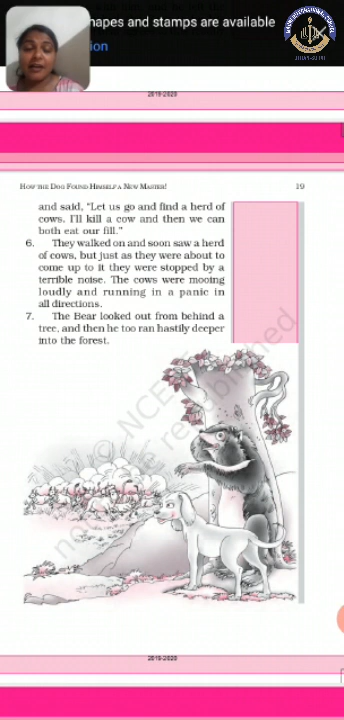 hapes and stamps are available
ion
2019-2020
HOW THE DOG FOUND HIMSELF A NEW MASTER! 19
and said, “Let us go and find a herd of
cows. I'll kill a cow and then we can
both eat our fill.”
6. They walked on and soon saw a herd
of cows, but just as they were about to
come up to it they were stopped by a
terrible noise. The cows were mooing
loudly and running in a panic in
all directions.
7. The Bear looked out from behind a
tree, and then he too ran hastily deeper
into the forest.
© NCERT
not to be republished
2019-2020